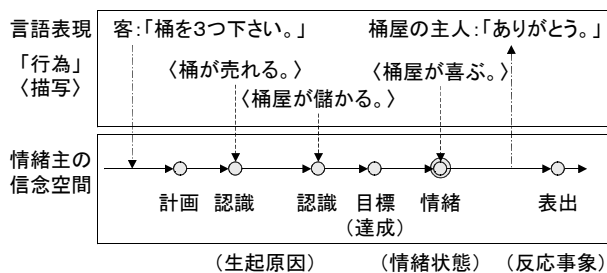 言語表現 客:「桶を3つ下さい。」 桶屋の主人:「ありがとう。」
「行為」
〈描写〉 〈桶が売れる。〉 〈桶屋が喜ぶ。〉
〈桶屋が儲かる。〉
情緒主の
信念空間
計画 認識 認識 目標 情緒 表出
(達成)
(生起原因) (情緒状態) (反応事象)